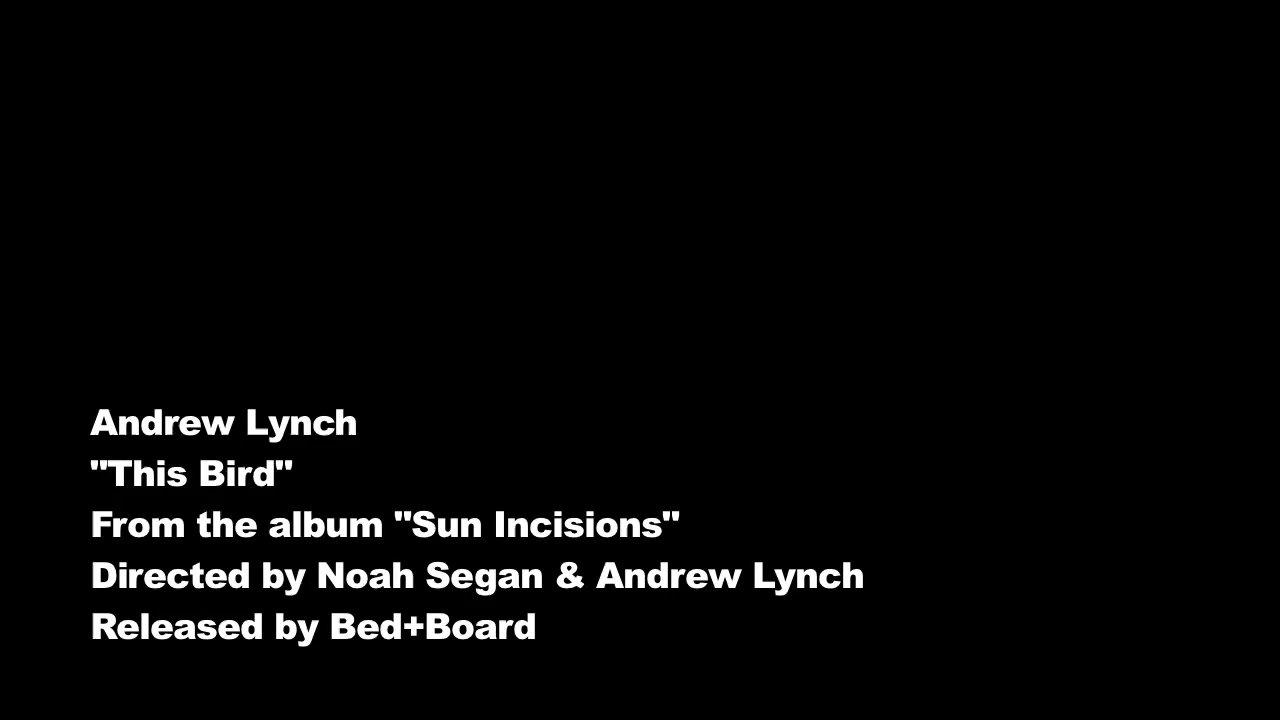 Andrew Lynch
"This Bird"
From the album "Sun Incisions"
Directed by Noah Segan & Andrew Lynch
Released by Bed+Board